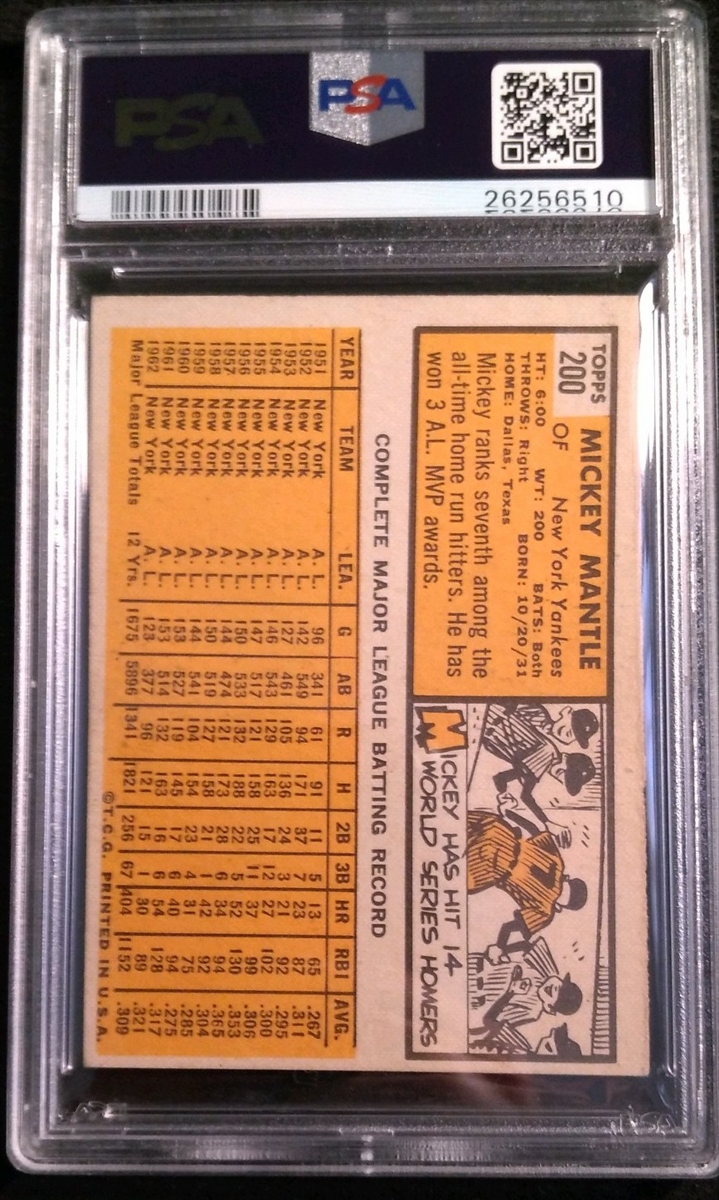 PSA
PSA
26256510
TOPPS
200
MICKEY MANTLE
OF New York Yankees
HT: 6:00 WT: 200 BATS: Both
THROWS: Right BORN: 10/20/31
HOME: Dallas, Texas
Mickey ranks seventh among the
all-time home run hitters. He has
won 3 A.L. MVP awards.
7
MICKEY HAS HIT 14
WORLD SERIES HOMERS
COMPLETE MAJOR LEAGUE BATTING RECORD
YEAR TEAM LEA. G AB R H 2B 3B HR RBI AVG.
1951 New York A. L. 96 341 61 91 11 5 13 65 .267
1952 New York A. L. 142 549 94 171 37 7 23 87 .311
1953 New York A. L. 127 461 105 136 24 3 21 92 .295
1954 New York A. L. 146 543 129 163 17 12 27 102 .300
1955 New York A. L. 147 517 121 158 25 11 37 99 .306
1956 New York A. L. 150 533 132 188 22 5 52 130 .353
1957 New York A. L. 144 474 121 173 28 6 34 94 .365
1958 New York A. L. 150 519 127 158 21 1 42 92 .304
1959 New York A. L. 144 541 104 154 23 4 31 75 .285
1960 New York A. L. 153 527 119 145 17 6 40 94 .275
1961 New York A. L. 153 514 132 163 16 6 54 128 .317
1962 New York A. L. 123 377 96 121 15 1 30 89 .321
Major League Totals 12 Yrs. 1675 5896 1341 1821 256 67 404 1152 .309
©T.C.G. PRINTED IN U.S.A.